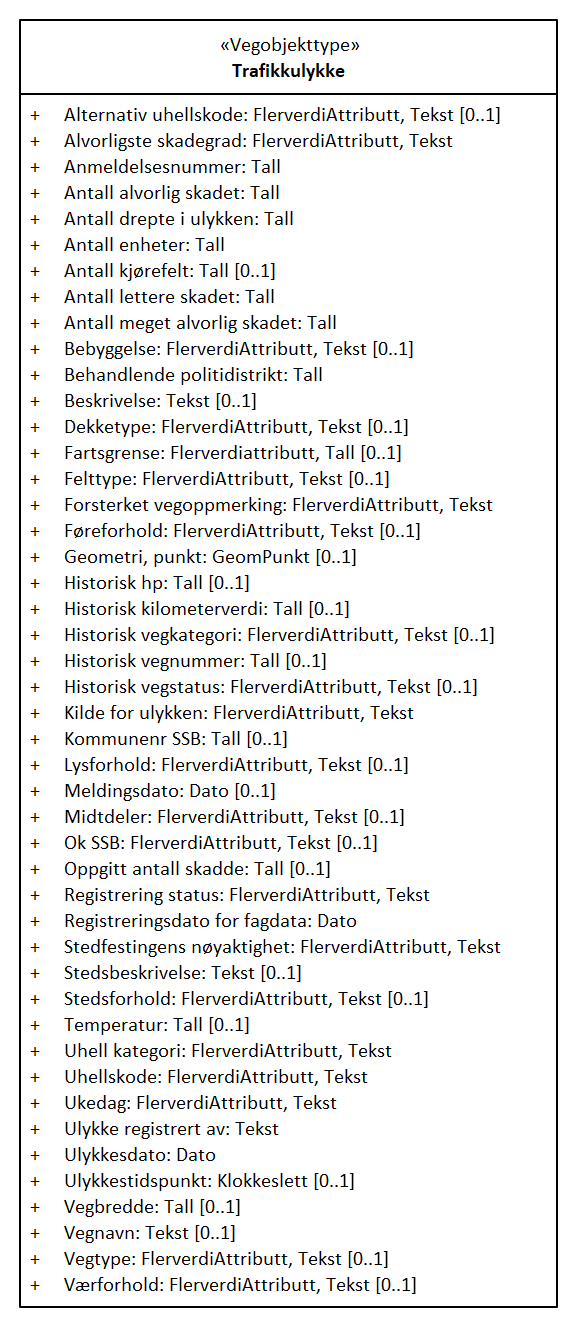 «Vegobjekttype»
Trafikkulykke
+ Alternativ uhellskode: FlerverdiAttributt, Tekst [0..1]
+ Alvorligste skadegrad: FlerverdiAttributt, Tekst
+ Anmeldelsesnummer: Tall
+ Antall alvorlig skadet: Tall
+ Antall drepte i ulykken: Tall
+ Antall enheter: Tall
+ Antall kjørefelt: Tall [0..1]
+ Antall lettere skadet: Tall
+ Antall meget alvorlig skadet: Tall
+ Bebyggelse: FlerverdiAttributt, Tekst [0..1]
+ Behandlende politidistrikt: Tall
+ Beskrivelse: Tekst [0..1]
+ Dekketype: FlerverdiAttributt, Tekst [0..1]
+ Fartsgrense: Flerverdiattributt, Tall [0..1]
+ Felttype: FlerverdiAttributt, Tekst [0..1]
+ Forsterket vegoppmerking: FlerverdiAttributt, Tekst
+ Føreforhold: FlerverdiAttributt, Tekst [0..1]
+ Geometri, punkt: GeomPunkt [0..1]
+ Historisk hp: Tall [0..1]
+ Historisk kilometerverdi: Tall [0..1]
+ Historisk vegkategori: FlerverdiAttributt, Tekst [0..1]
+ Historisk vegnummer: Tall [0..1]
+ Historisk vegstatus: FlerverdiAttributt, Tekst [0..1]
+ Kilde for ulykken: FlerverdiAttributt, Tekst
+ Kommunenr SSB: Tall [0..1]
+ Lysforhold: FlerverdiAttributt, Tekst [0..1]
+ Meldingsdato: Dato [0..1]
+ Midtdeler: FlerverdiAttributt, Tekst [0..1]
+ Ok SSB: FlerverdiAttributt, Tekst [0..1]
+ Oppgitt antall skadde: Tall [0..1]
+ Registrering status: FlerverdiAttributt, Tekst
+ Registreringsdato for fagdata: Dato
+ Stedfestingens nøyaktighet: FlerverdiAttributt, Tekst
+ Stedsbeskrivelse: Tekst [0..1]
+ Stedsforhold: FlerverdiAttributt, Tekst [0..1]
+ Temperatur: Tall [0..1]
+ Uhell kategori: FlerverdiAttributt, Tekst
+ Uhellskode: FlerverdiAttributt, Tekst
+ Ukedag: FlerverdiAttributt, Tekst
+ Ulykke registrert av: Tekst
+ Ulykkesdato: Dato
+ Ulykkestidspunkt: Klokkeslett [0..1]
+ Vegbredde: Tall [0..1]
+ Vegnavn: Tekst [0..1]
+ Vegtype: FlerverdiAttributt, Tekst [0..1]
+ Værforhold: FlerverdiAttributt, Tekst [0..1]